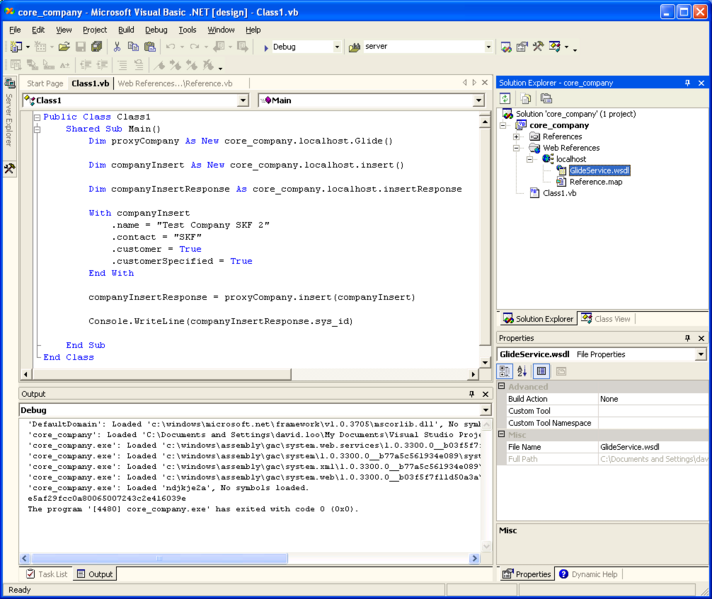 core_company - Microsoft Visual Basic .NET [design] - Class1.vb
File Edit View Project Build Debug Tools Window Help
Debug server
Start Page Class1.vb Web References...\Reference.vb
Class1 Main
Server Explorer
Public Class Class1
Shared Sub Main()
Dim proxyCompany As New core_company.localhost.Glide()
Dim companyInsert As New core_company.localhost.insert()
Dim companyInsertResponse As core_company.localhost.insertResponse
With companyInsert
.name = "Test Company SKF 2"
.contact = "SKF"
.customer = True
.customerSpecified = True
End With
companyInsertResponse = proxyCompany.insert(companyInsert)
Console.WriteLine(companyInsertResponse.sys_id)
End Sub
End Class
Output
Debug
'DefaultDomain': Loaded 'c:\windows\microsoft.net\framework\v1.0.3705\mscorlib.dll', No symb
'core_company': Loaded 'C:\Documents and Settings\david.loo\My Documents\Visual Studio Proje
'core_company.exe': Loaded 'c:\windows\assembly\gac\system.web.services\1.0.3300.0__b03f5f7f
'core_company.exe': Loaded 'c:\windows\assembly\gac\system\1.0.3300.0__b77a5c561934e089\syst
'core_company.exe': Loaded 'c:\windows\assembly\gac\system.xml\1.0.3300.0__b77a5c561934e089\
'core_company.exe': Loaded 'c:\windows\assembly\gac\system.web\1.0.3300.0__b03f5f7f11d50a3a\
'core_company.exe': Loaded 'ndjkje2a', No symbols loaded.
e5af29fcc0a80065007243c2e416039e
The program '[4480] core_company.exe' has exited with code 0 (0x0).
Task List Output
Ready
Solution Explorer - core_company
Solution 'core_company' (1 project)
core_company
References
Web References
localhost
GlideService.wsdl
Reference.map
Class1.vb
Solution Explorer Class View
Properties
GlideService.wsdl File Properties
Advanced
Build Action None
Custom Tool
Custom Tool Namespace
Misc
File Name GlideService.wsdl
Full Path C:\Documents and Settings\dav
Misc
Properties Dynamic Help